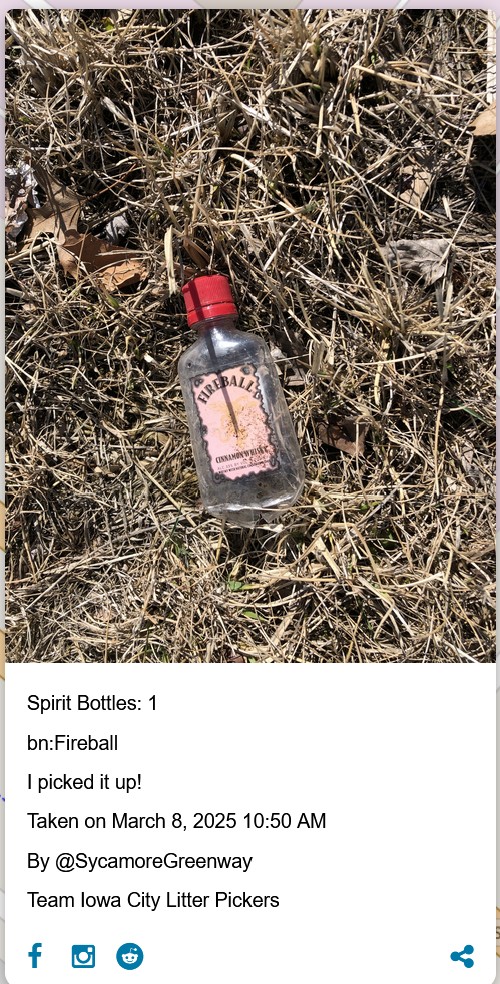 FIREBALL
CINNAMON WHISKY
Spirit Bottles: 1
bn:Fireball
I picked it up!
Taken on March 8, 2025 10:50 AM
By @SycamoreGreenway
Team Iowa City Litter Pickers